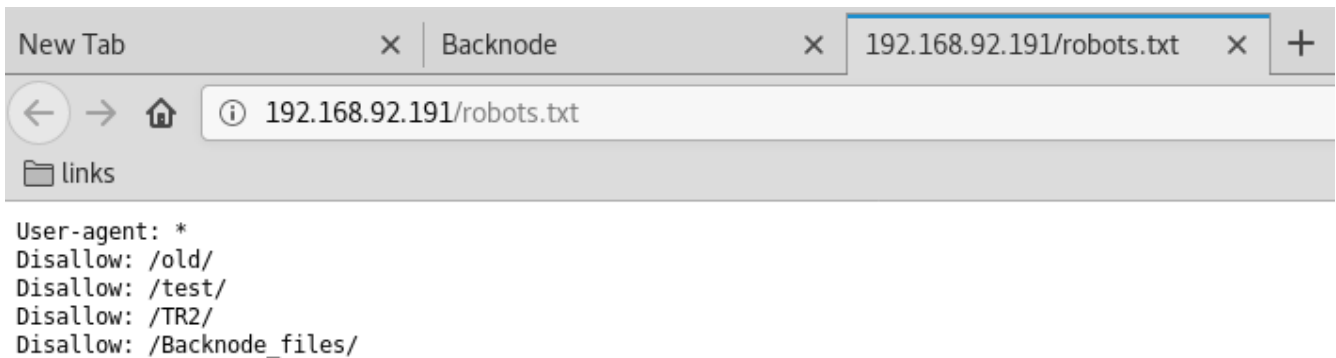 New Tab Backnode 192.168.92.191/robots.txt
192.168.92.191/robots.txt
links
User-agent: *
Disallow: /old/
Disallow: /test/
Disallow: /TR2/
Disallow: /Backnode_files/